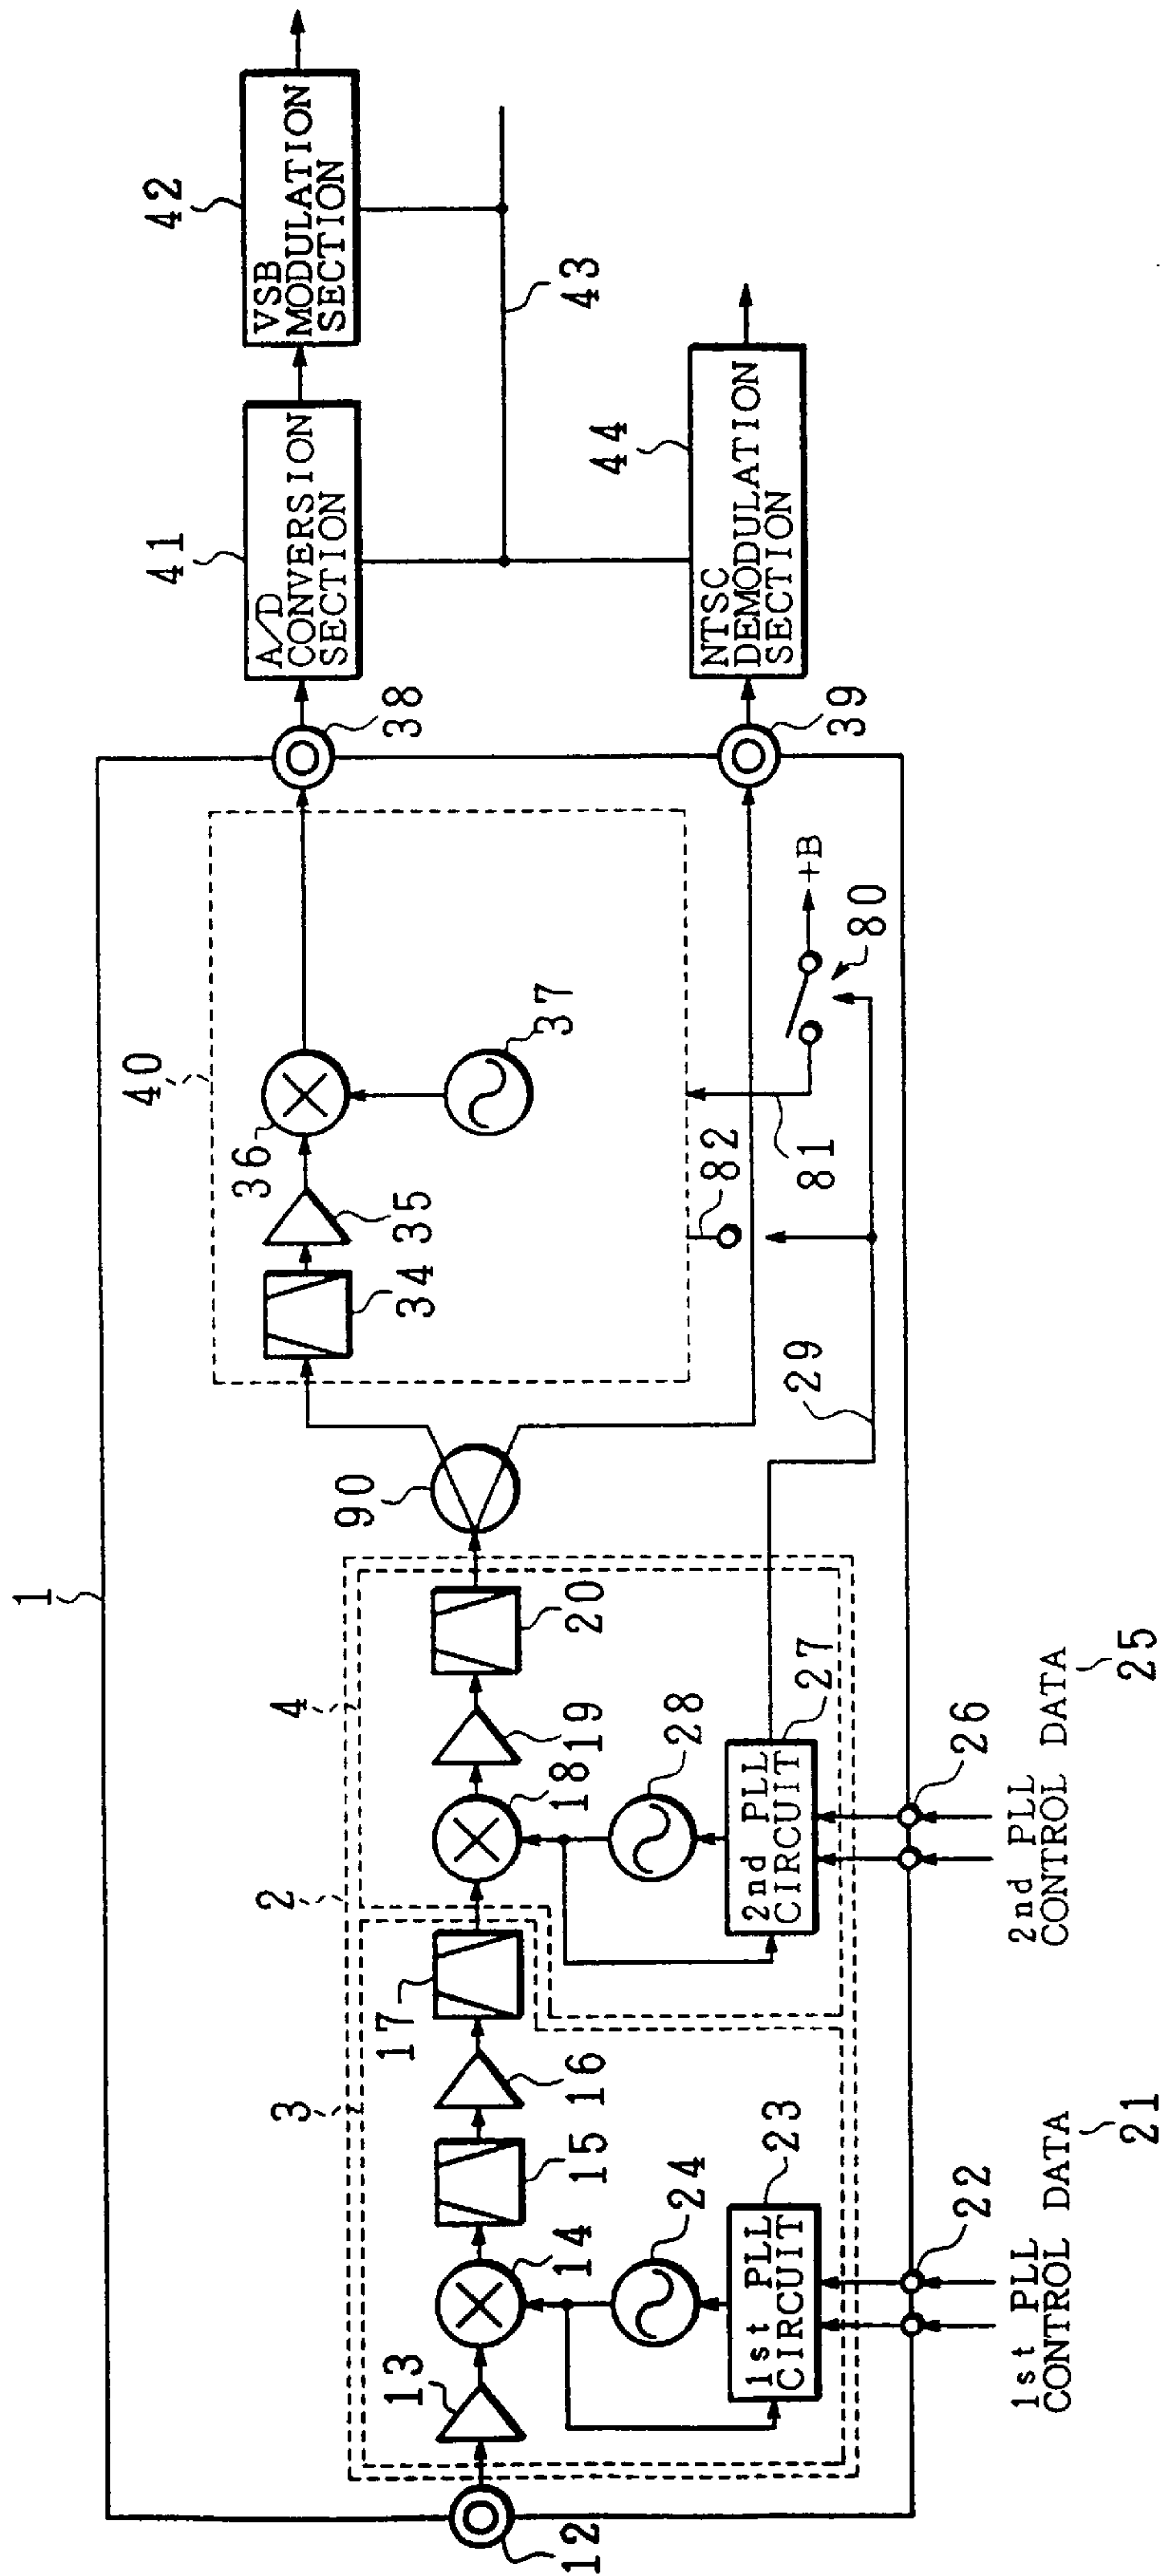 1
2
3
4
40
12
13
14
15
16
17
18
19
20
90
34
35
36
37
38
39
A/D
CONVERSION
SECTION
41
VSB
MODULATION
SECTION
42
43
NTSC
DEMODULATION
SECTION
44
24
1st PLL
CIRCUIT
23
28
2nd PLL
CIRCUIT
27
29
82
81
+B
80
22
1st PLL
CONTROL DATA
21
26
2nd PLL
CONTROL DATA
25